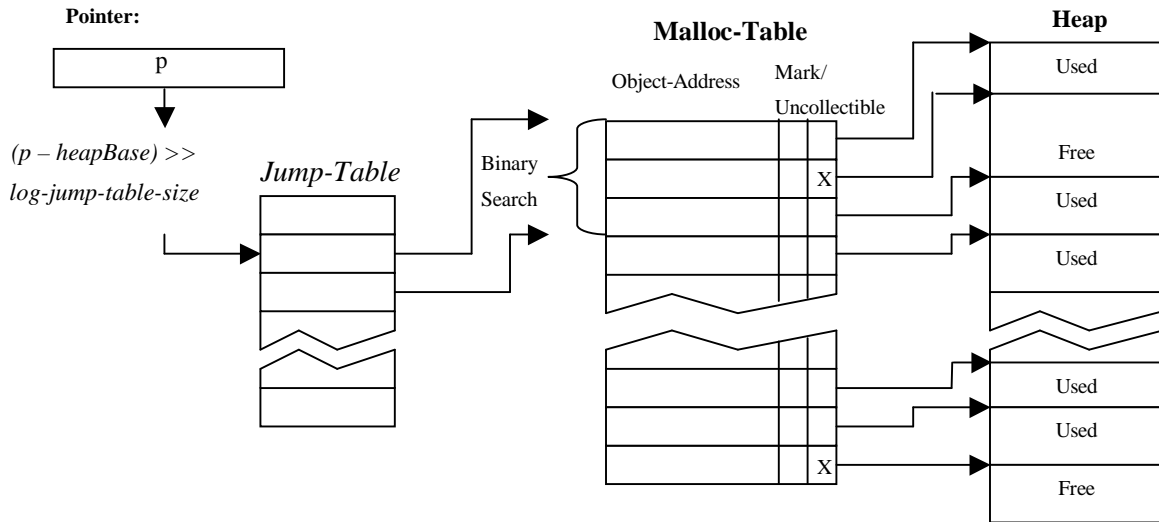 Pointer:
p
(p – heapBase) >>
log-jump-table-size
Jump-Table
Binary
Search
Malloc-Table
Object-Address
Mark/
Uncollectible
X
X
Heap
Used
Free
Used
Used
Used
Used
Free